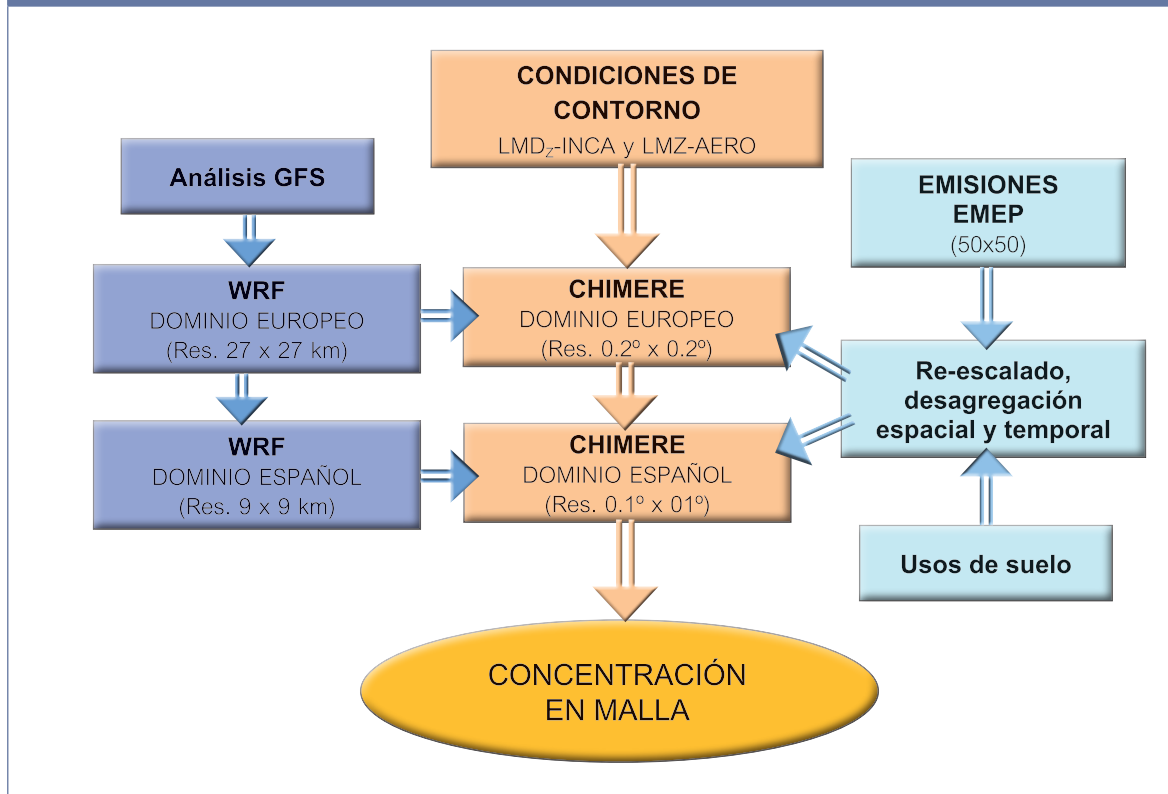 CONDICIONES DE
CONTORNO
LMDz-INCA y LMZ-AERO
Análisis GFS
EMISIONES
EMEP
(50x50)
WRF
DOMINIO EUROPEO
(Res. 27 x 27 km)
CHIMERE
DOMINIO EUROPEO
(Res. 0.2º x 0.2º)
Re-escalado,
desagregación
espacial y temporal
WRF
DOMINIO ESPAÑOL
(Res. 9 x 9 km)
CHIMERE
DOMINIO ESPAÑOL
(Res. 0.1º x 01º)
Usos de suelo
CONCENTRACIÓN
EN MALLA